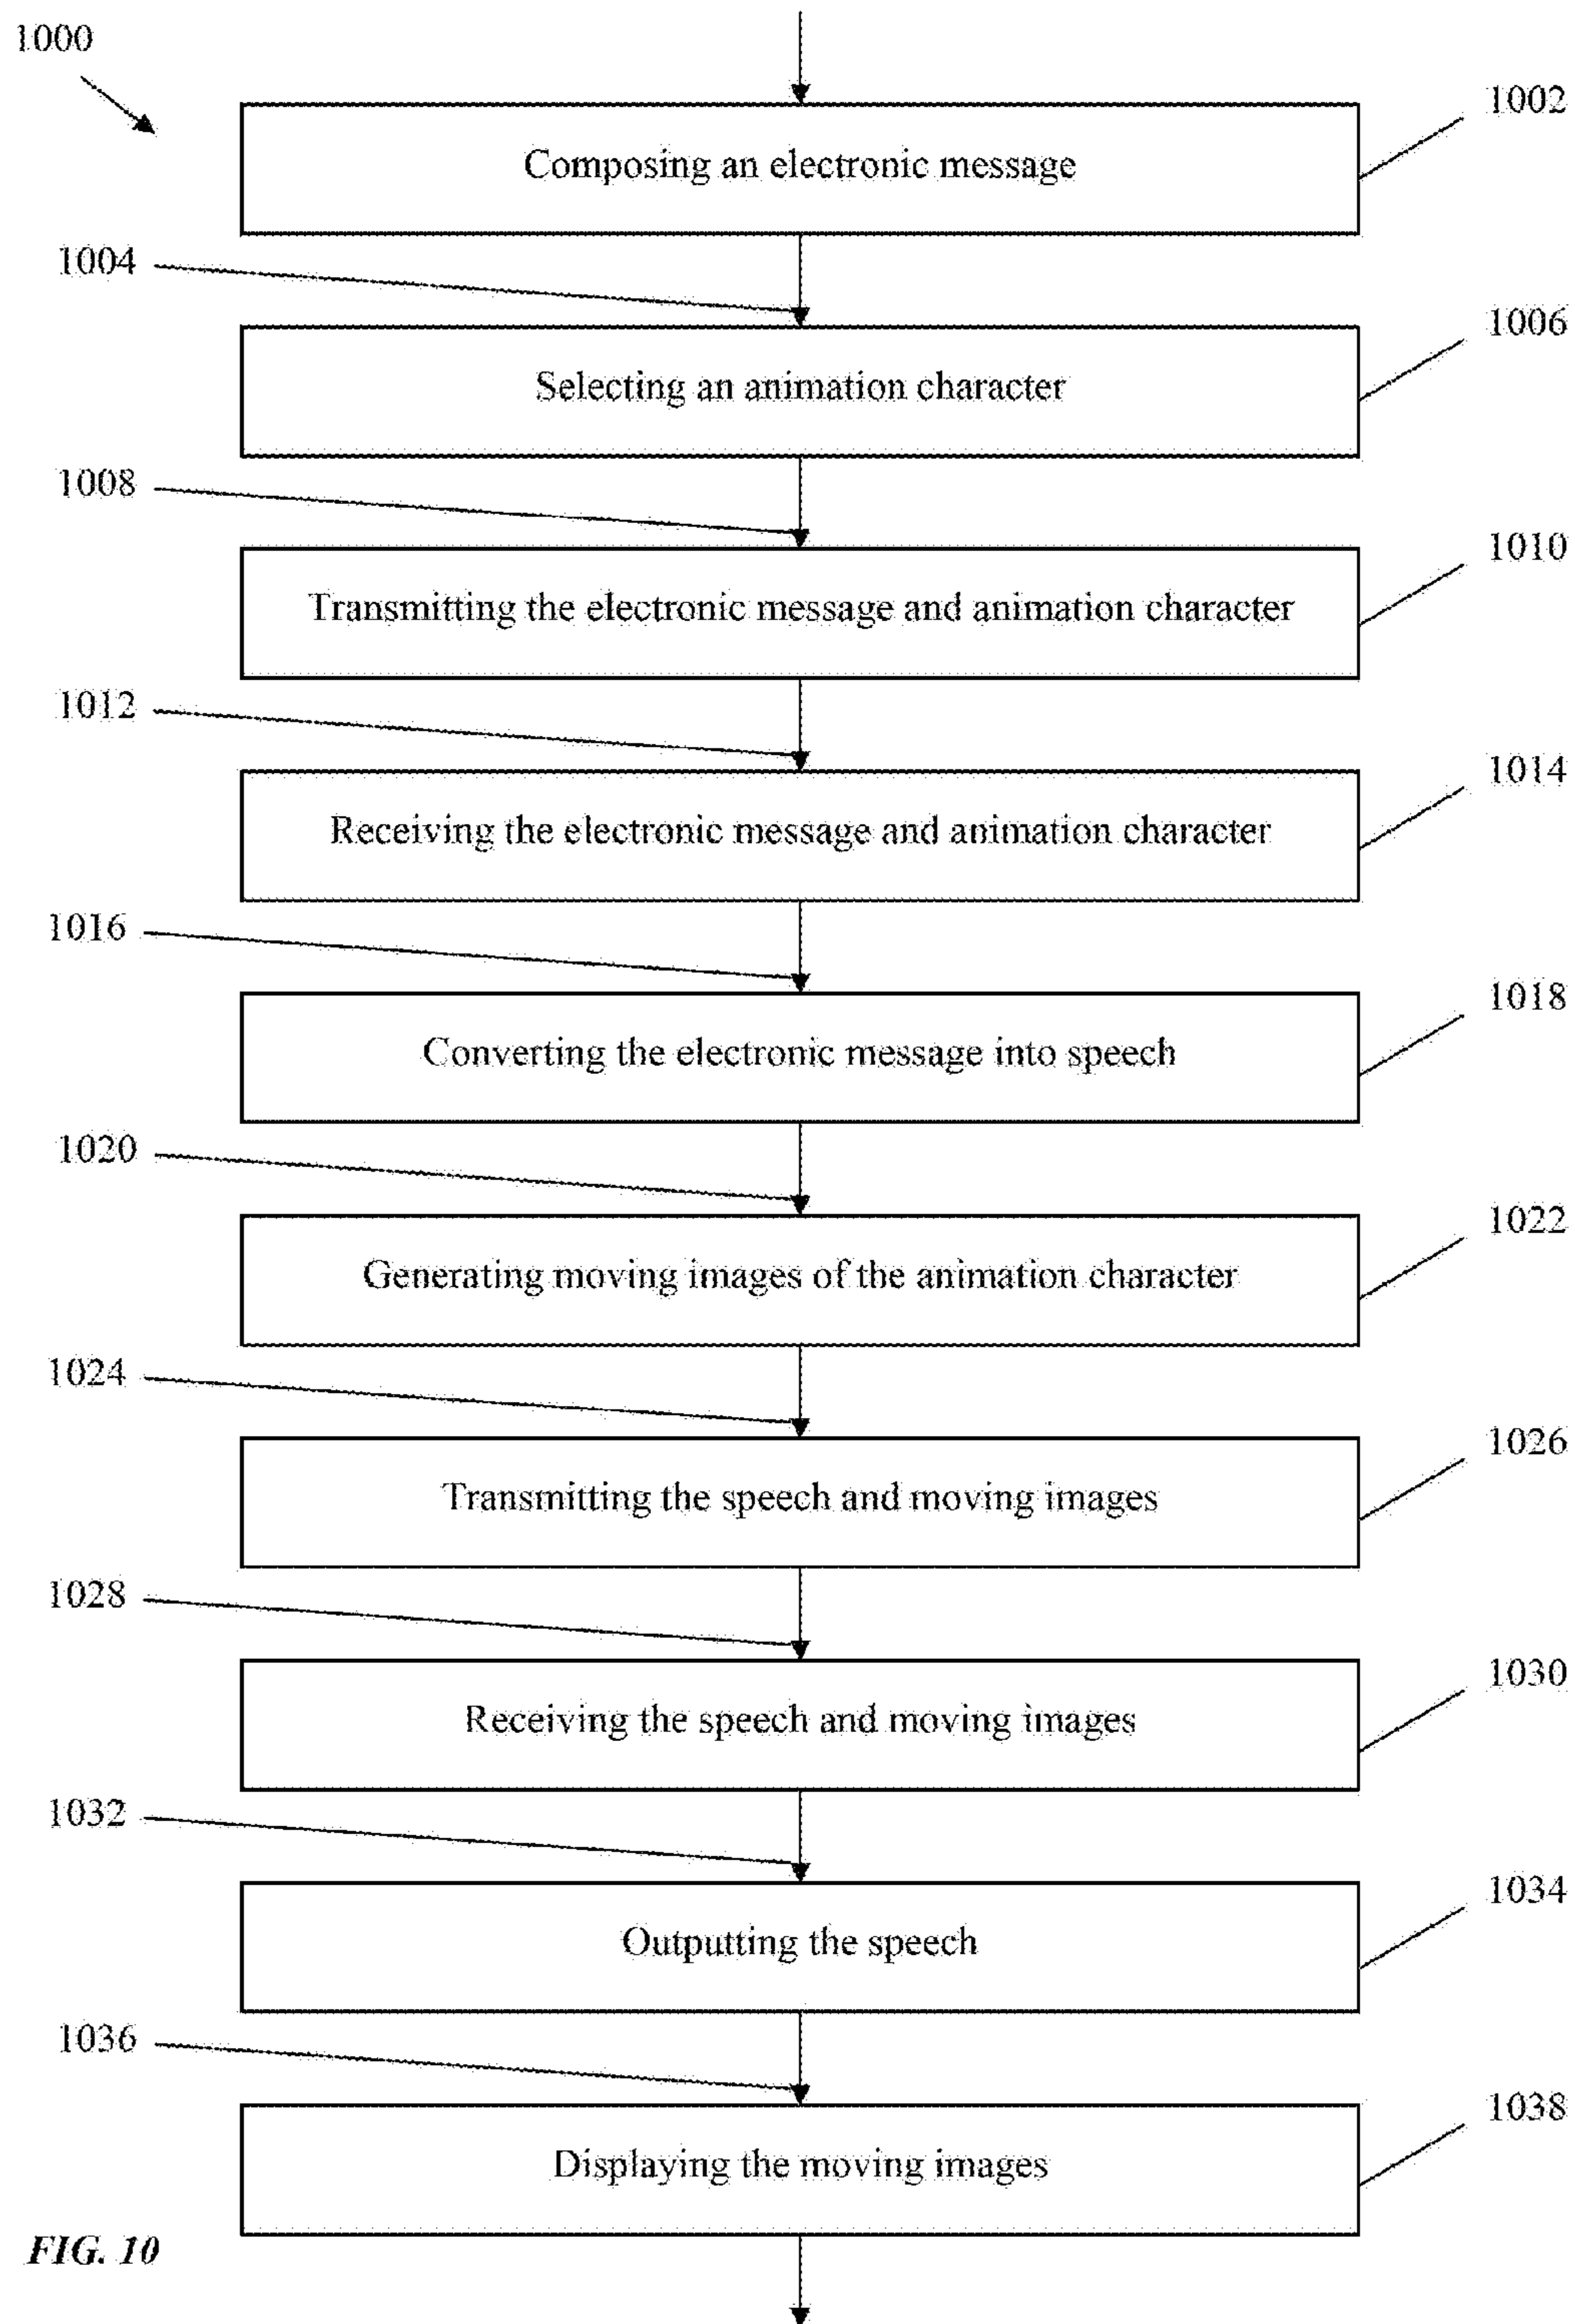 1000
1002
Composing an electronic message
1004
1006
Selecting an animation character
1008
1010
Transmitting the electronic message and animation character
1012
1014
Receiving the electronic message and animation character
1016
1018
Converting the electronic message into speech
1020
1022
Generating moving images of the animation character
1024
1026
Transmitting the speech and moving images
1028
1030
Receiving the speech and moving images
1032
1034
Outputting the speech
1036
1038
Displaying the moving images
FIG. 10